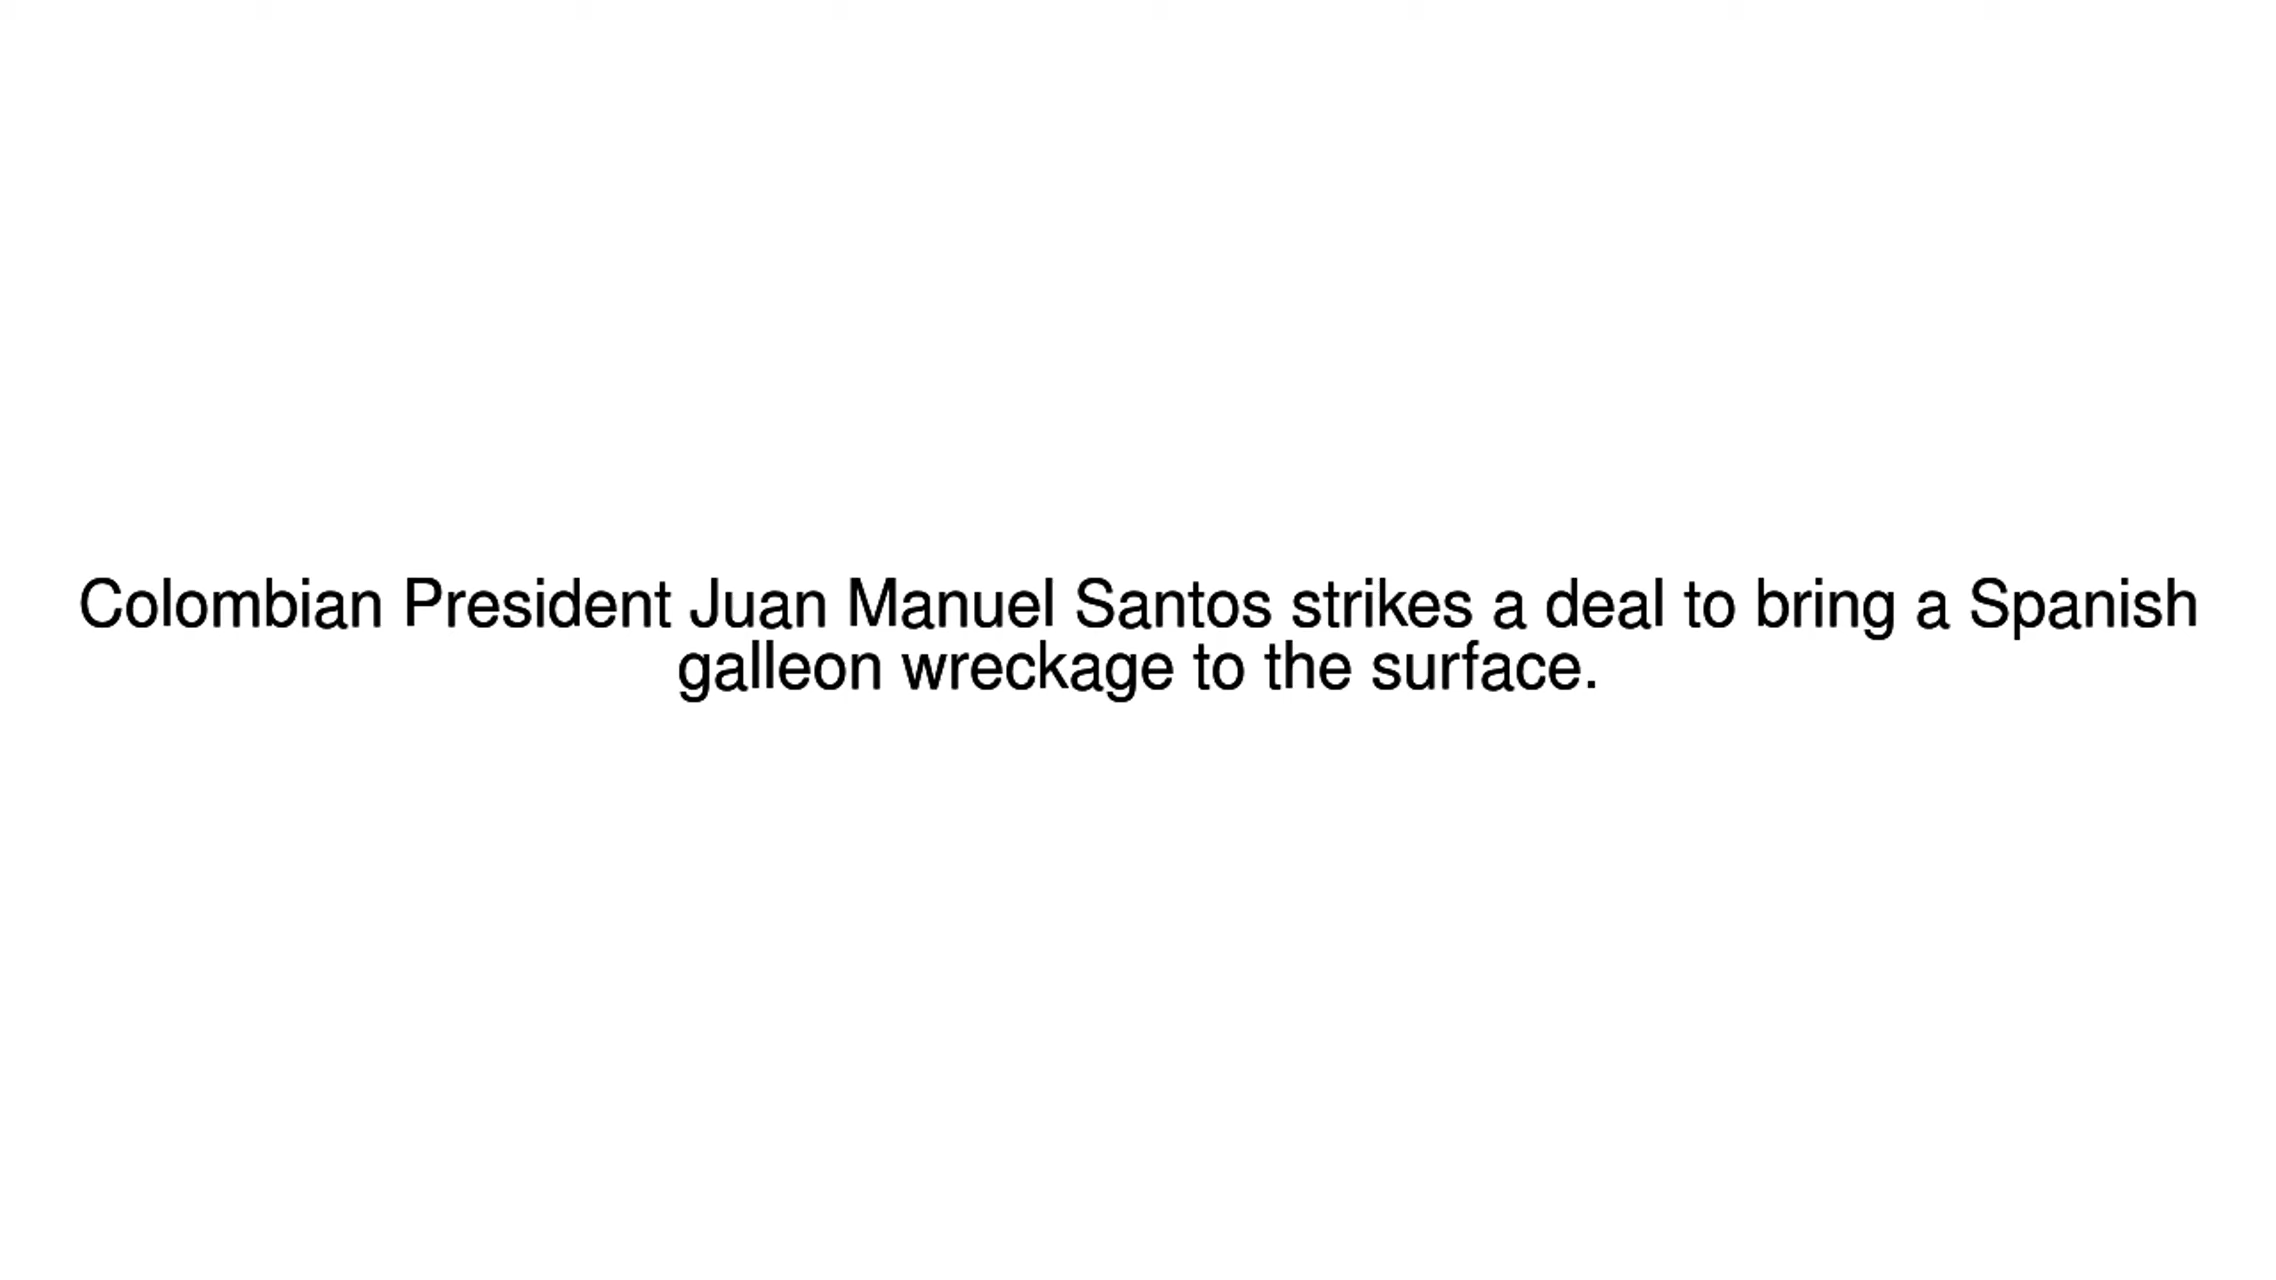 Colombian President Juan Manuel Santos strikes a deal to bring a Spanish
galleon wreckage to the surface.